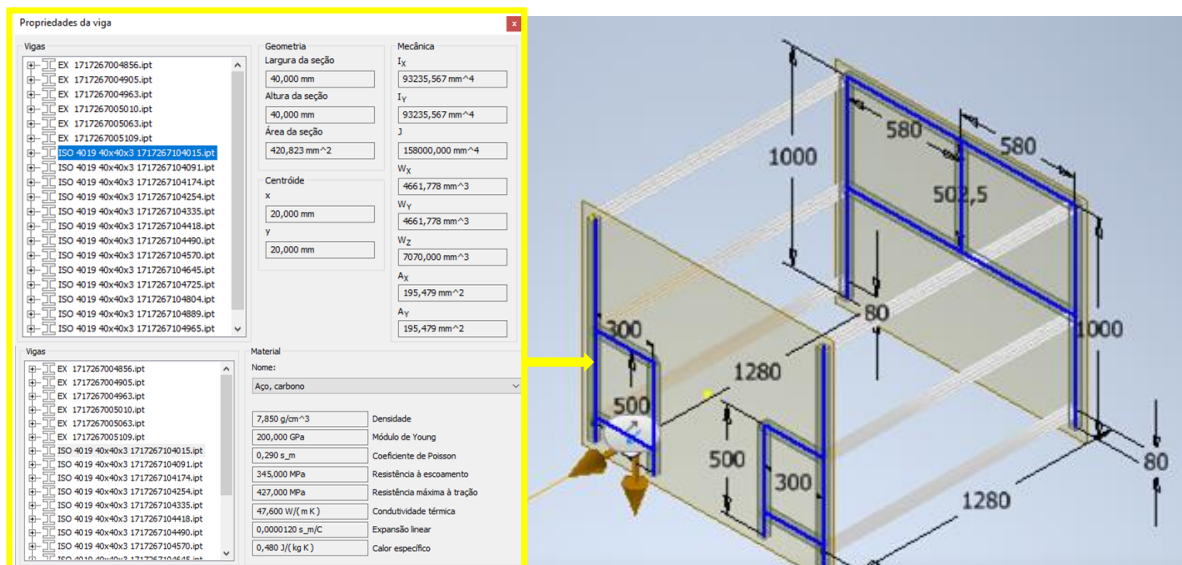 Propriedades da viga
x
Vigas
EX 1717267004856.ipt
EX 1717267004905.ipt
EX 1717267004963.ipt
EX 1717267005010.ipt
EX 1717267005063.ipt
EX 1717267005109.ipt
ISO 4019 40x40x3 1717267104015.ipt
ISO 4019 40x40x3 1717267104091.ipt
ISO 4019 40x40x3 1717267104174.ipt
ISO 4019 40x40x3 1717267104254.ipt
ISO 4019 40x40x3 1717267104335.ipt
ISO 4019 40x40x3 1717267104418.ipt
ISO 4019 40x40x3 1717267104490.ipt
ISO 4019 40x40x3 1717267104570.ipt
ISO 4019 40x40x3 1717267104645.ipt
ISO 4019 40x40x3 1717267104725.ipt
ISO 4019 40x40x3 1717267104804.ipt
ISO 4019 40x40x3 1717267104889.ipt
ISO 4019 40x40x3 1717267104965.ipt
Geometria
Largura da seção
40,000 mm
Altura da seção
40,000 mm
Área da seção
420,823 mm^2
Centróide
x
20,000 mm
y
20,000 mm
Mecânica
IX
93235,567 mm^4
IY
93235,567 mm^4
J
158000,000 mm^4
WX
4661,778 mm^3
WY
4661,778 mm^3
WZ
7070,000 mm^3
AX
195,479 mm^2
AY
195,479 mm^2
Vigas
EX 1717267004856.ipt
EX 1717267004905.ipt
EX 1717267004963.ipt
EX 1717267005010.ipt
EX 1717267005063.ipt
EX 1717267005109.ipt
ISO 4019 40x40x3 1717267104015.ipt
ISO 4019 40x40x3 1717267104091.ipt
ISO 4019 40x40x3 1717267104174.ipt
ISO 4019 40x40x3 1717267104254.ipt
ISO 4019 40x40x3 1717267104335.ipt
ISO 4019 40x40x3 1717267104418.ipt
ISO 4019 40x40x3 1717267104490.ipt
ISO 4019 40x40x3 1717267104570.ipt
ISO 4019 40x40x3 1717267104645.ipt
Material
Nome:
Aço, carbono
7,850 g/cm^3 Densidade
200,000 GPa Módulo de Young
0,290 s_m Coeficiente de Poisson
345,000 MPa Resistência à escoamento
427,000 MPa Resistência máxima à tração
47,600 W/( m K ) Condutividade térmica
0,0000120 s_m/C Expansão linear
0,480 J/( kg K ) Calor específico
580
580
1000
502,5
80
1000
300
1280
500
500
300
80
1280